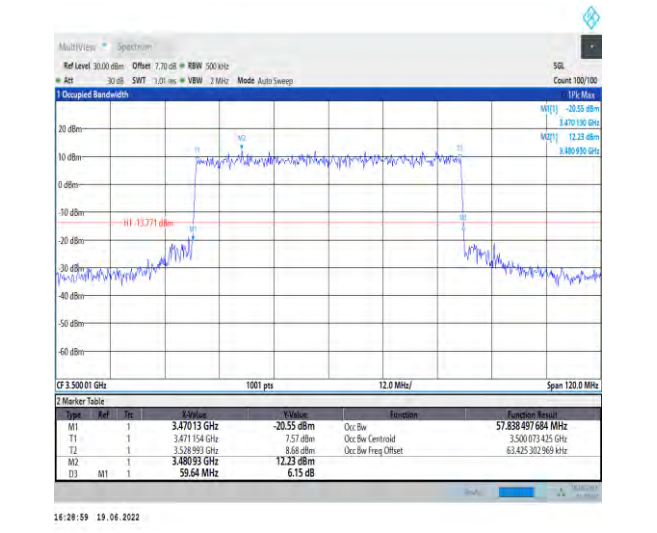 MultiView Spectrum
Ref Level 30.00 dBm Offset 7.70 dB RBW 500 kHz SGL
Att 30 dB SWT 1.01 ms VBW 2 MHz Mode Auto Sweep Count 100/100
1 Occupied Bandwidth 1Pk Max
M1[1] -20.55 dBm
3.470 130 GHz
M2[1] 12.23 dBm
3.480 930 GHz
20 dBm
M2
T1
T2
10 dBm
0 dBm
-10 dBm
H1 -13.771 dBm
M1
-20 dBm
-30 dBm
-40 dBm
-50 dBm
-60 dBm
CF 3.500 01 GHz 1001 pts 12.0 MHz/ Span 120.0 MHz
2 Marker Table
Type Ref Trc X-Value Y-Value Function Function Result
M1 1 3.47013 GHz -20.55 dBm Occ Bw 57.838 497 684 MHz
T1 1 3.471 154 GHz 7.57 dBm Occ Bw Centroid 3.500 073 425 GHz
T2 1 3.528 993 GHz 8.68 dBm Occ Bw Freq Offset 63.425 302 969 kHz
M2 1 3.480 93 GHz 12.23 dBm
D3 M1 1 59.64 MHz 6.15 dB
16:28:59 19.06.2022